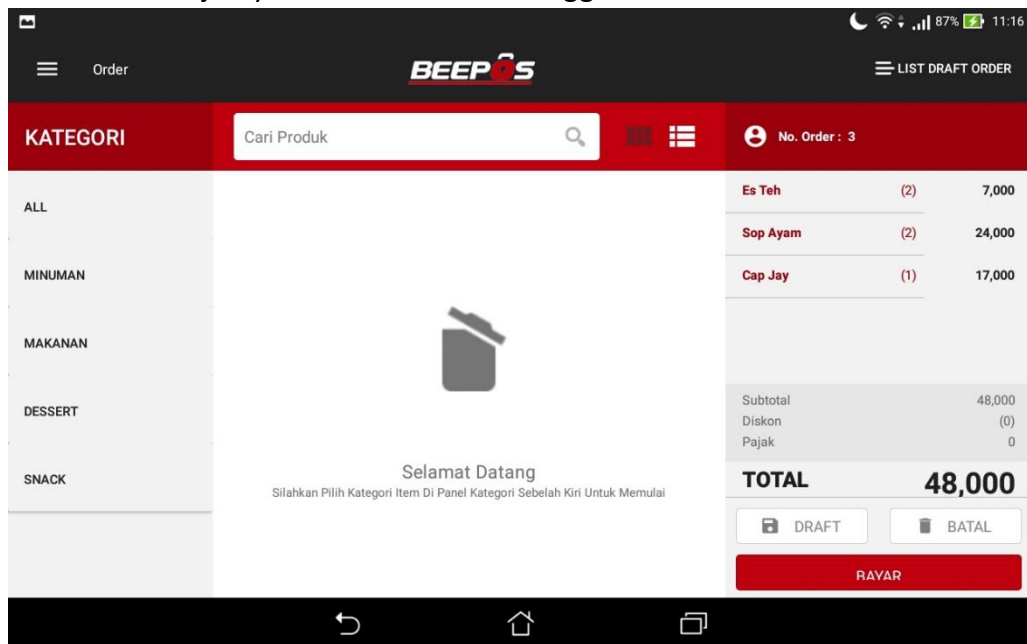 87% 11:16
Order
BEEPOS
LIST DRAFT ORDER
KATEGORI
Cari Produk
No. Order : 3
ALL
MINUMAN
MAKANAN
DESSERT
SNACK
Selamat Datang
Silahkan Pilih Kategori Item Di Panel Kategori Sebelah Kiri Untuk Memulai
Es Teh (2) 7,000
Sop Ayam (2) 24,000
Cap Jay (1) 17,000
Subtotal 48,000
Diskon (0)
Pajak 0
TOTAL 48,000
DRAFT
BATAL
BAYAR